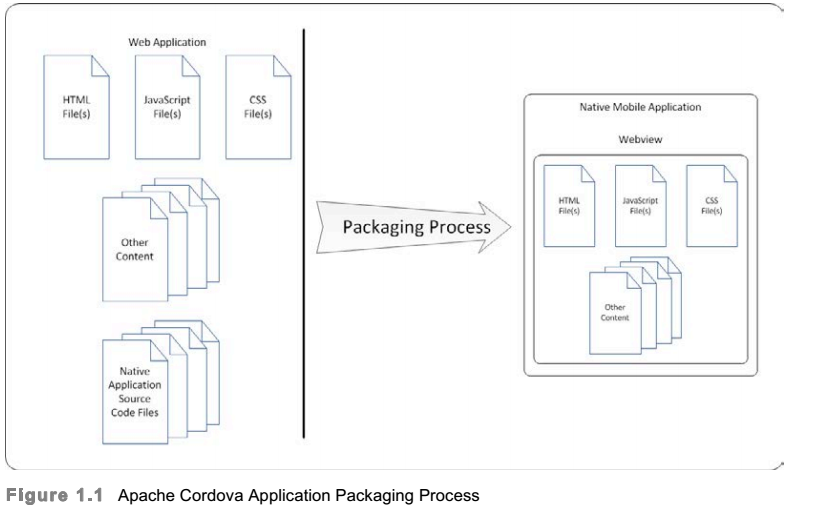 Web Application
HTML
File(s)
JavaScript
File(s)
CSS
File(s)
Other
Content
Native
Application
Source
Code Files
Packaging Process
Native Mobile Application
Webview
HTML
File(s)
JavaScript
File(s)
CSS
File(s)
Other
Content
Figure 1.1 Apache Cordova Application Packaging Process